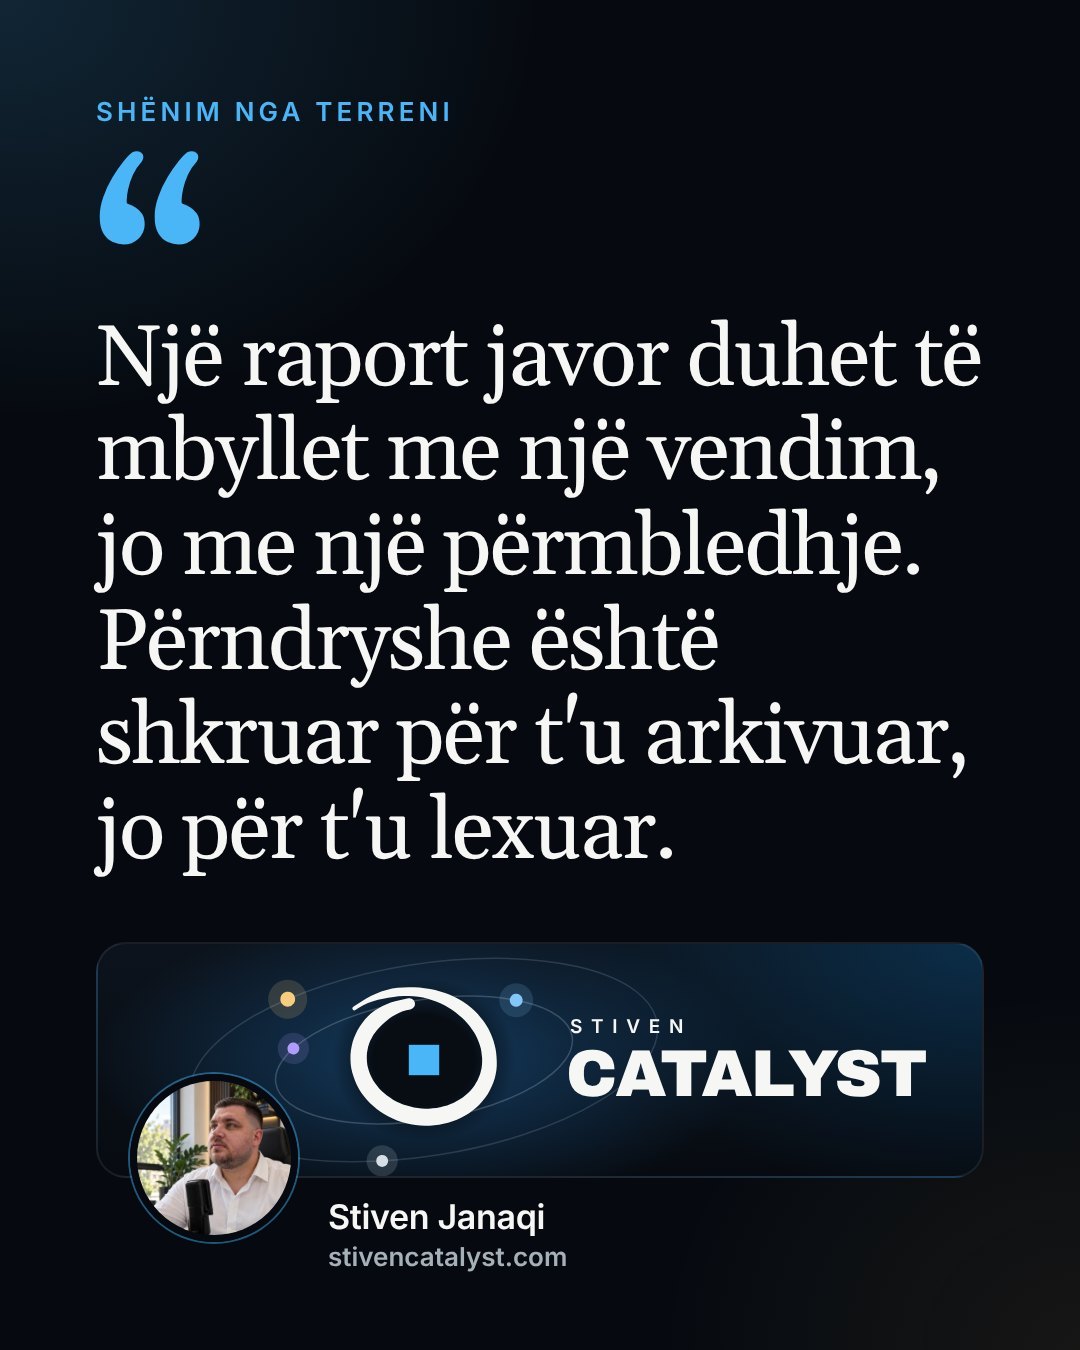 SHËNIM NGA TERRENI
“
Një raport javor duhet të
mbyllet me një vendim,
jo me një përmbledhje.
Përndryshe është
shkruar për t'u arkivuar,
jo për t'u lexuar.
STIVEN
CATALYST
Stiven Janaqi
stivencatalyst.com